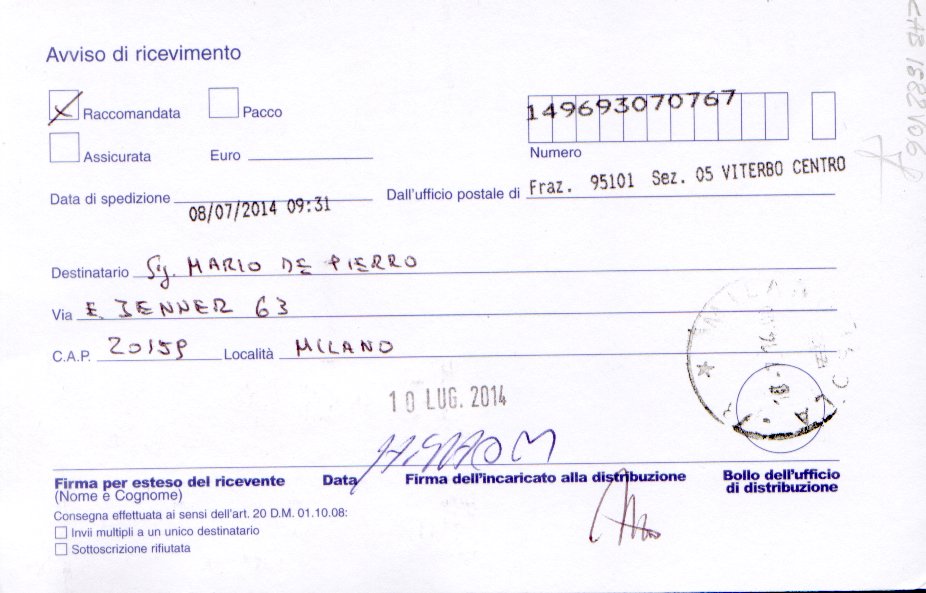 Avviso di ricevimento
Raccomandata
Pacco
Assicurata
Euro
149693070767
Numero
Data di spedizione 08/07/2014 09:31
Dall'ufficio postale di Fraz. 95101 Sez. 05 VITERBO CENTRO
Destinatario Sig. MARIO DE PIERRO
Via E. JENNER 63
C.A.P. 20159 Località MILANO
10 LUG. 2014
Firma per esteso del ricevente
(Nome e Cognome)
Data
Firma dell'incaricato alla distribuzione
Bollo dell'ufficio
di distribuzione
Consegna effettuata ai sensi dell'art. 20 D.M. 01.10.08:
Invii multipli a un unico destinatario
Sottoscrizione rifiutata